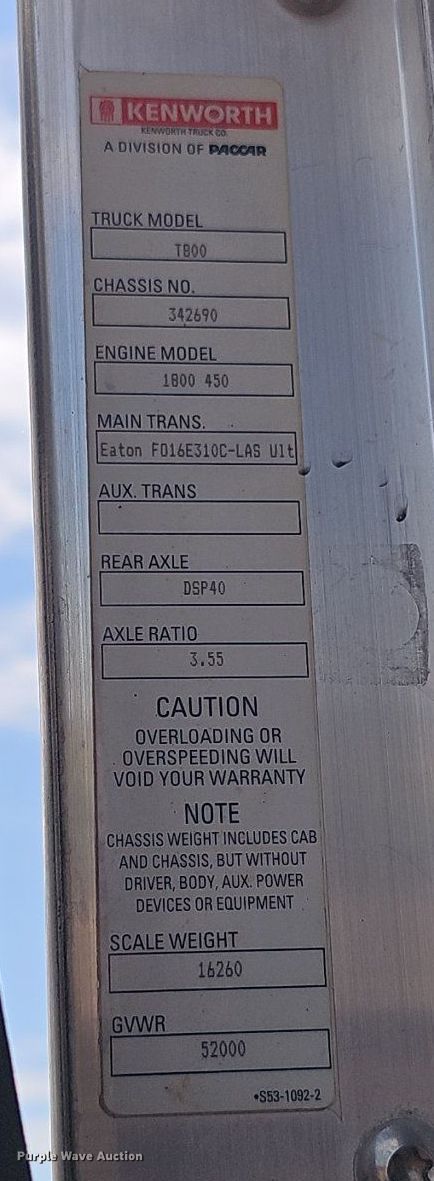 KENWORTH
KENWORTH TRUCK CO.
A DIVISION OF PACCAR
TRUCK MODEL
T800
CHASSIS NO.
342690
ENGINE MODEL
1800 450
MAIN TRANS.
Eaton FO16E310C-LAS Ult
AUX. TRANS
REAR AXLE
DSP40
AXLE RATIO
3.55
CAUTION
OVERLOADING OR
OVERSPEEDING WILL
VOID YOUR WARRANTY
NOTE
CHASSIS WEIGHT INCLUDES CAB
AND CHASSIS, BUT WITHOUT
DRIVER, BODY, AUX. POWER
DEVICES OR EQUIPMENT
SCALE WEIGHT
16260
GVWR
52000
•S53-1092-2
Purple Wave Auction